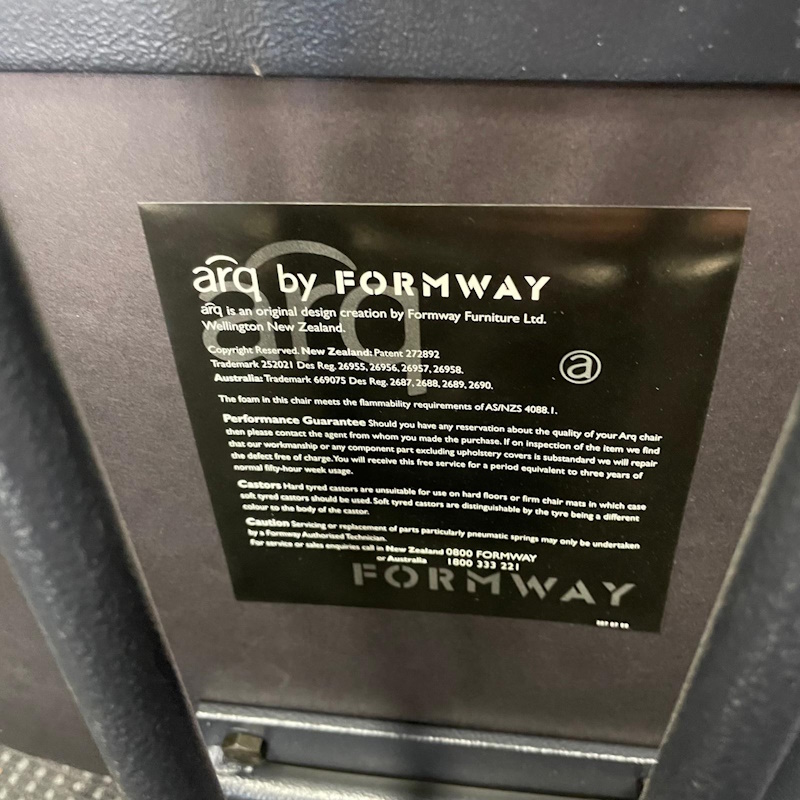 arq by FORMWAY
arq is an original design creation by Formway Furniture Ltd.
Wellington New Zealand.
Copyright Reserved. New Zealand: Patent 272892
Trademark 252021 Des Reg. 26955, 26956, 26957, 26958.
Australia: Trademark 669075 Des Reg. 2687, 2688, 2689, 2690.
a
The foam in this chair meets the flammability requirements of AS/NZS 4088.1.
Performance Guarantee Should you have any reservation about the quality of your Arq chair
then please contact the agent from whom you made the purchase. If on inspection of the item we find
that our workmanship or any component part excluding upholstery covers is substandard we will repair
the defect free of charge. You will receive this free service for a period equivalent to three years of
normal fifty-hour week usage.
Castors Hard tyred castors are unsuitable for use on hard floors or firm chair mats in which case
soft tyred castors should be used. Soft tyred castors are distinguishable by the tyre being a different
colour to the body of the castor.
Caution Servicing or replacement of parts particularly pneumatic springs may only be undertaken
by a Formway Authorised Technician.
For service or sales enquiries call in New Zealand 0800 FORMWAY
or Australia 1800 333 221
arq
FORMWAY